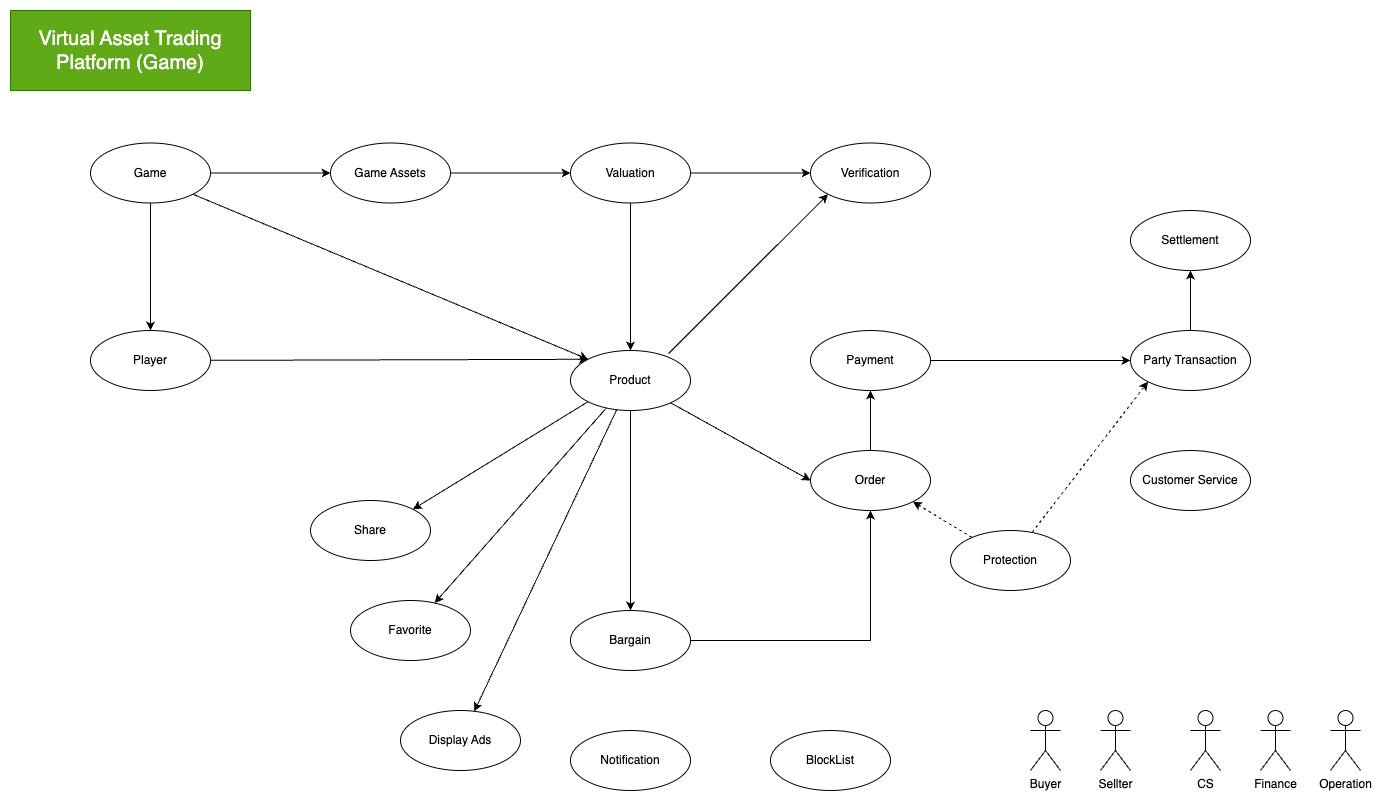 Virtual Asset Trading
Platform (Game)
Game
Game Assets
Valuation
Verification
Settlement
Player
Product
Payment
Party Transaction
Order
Customer Service
Share
Protection
Favorite
Bargain
Display Ads
Notification
BlockList
Buyer
Sellter
CS
Finance
Operation